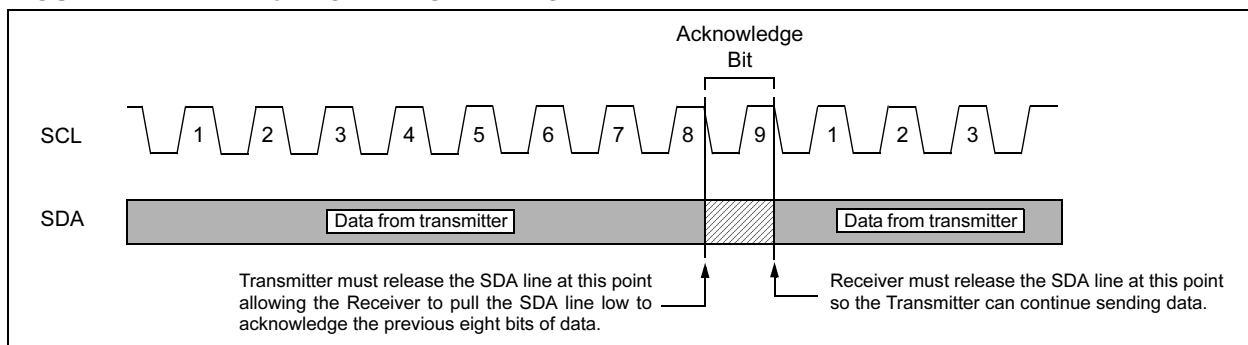 Acknowledge
Bit
SCL
1 2 3 4 5 6 7 8 9 1 2 3
SDA
Data from transmitter
Data from transmitter
Transmitter must release the SDA line at this point
allowing the Receiver to pull the SDA line low to
acknowledge the previous eight bits of data.
Receiver must release the SDA line at this point
so the Transmitter can continue sending data.